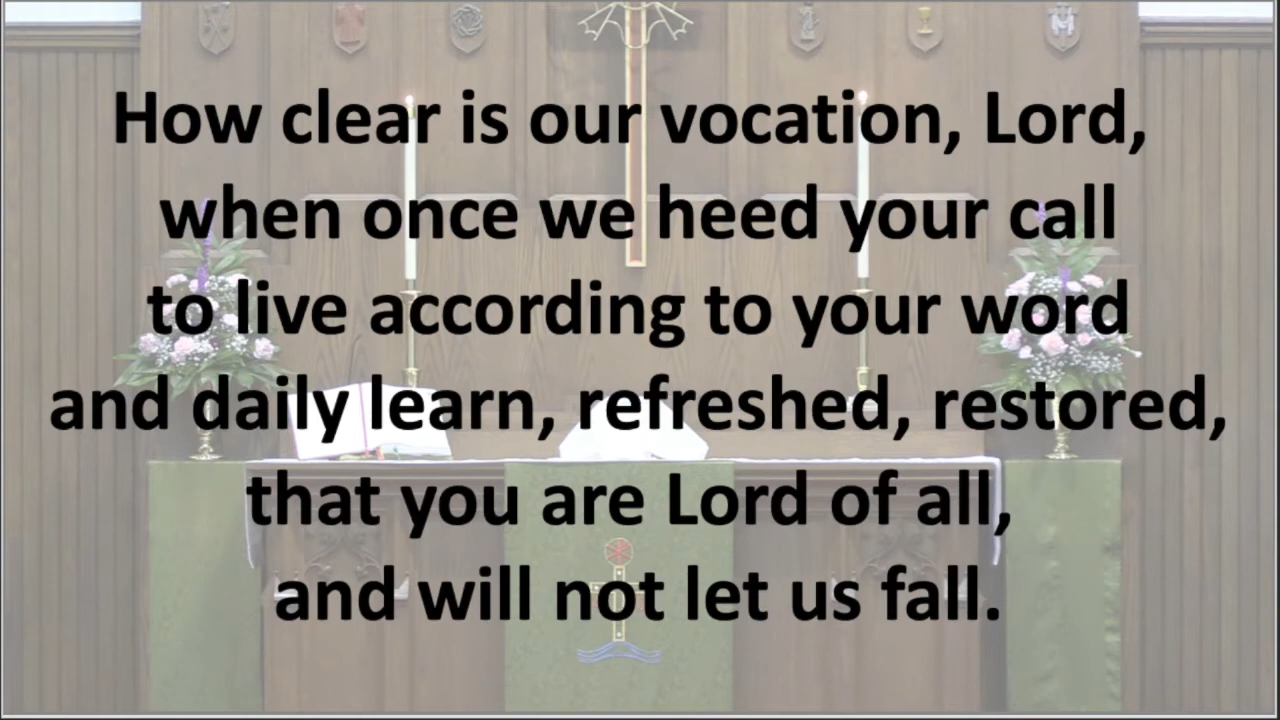 How clear is our vocation, Lord,
when once we heed your call
to live according to your word
and daily learn, refreshed, restored,
that you are Lord of all,
and will not let us fall.